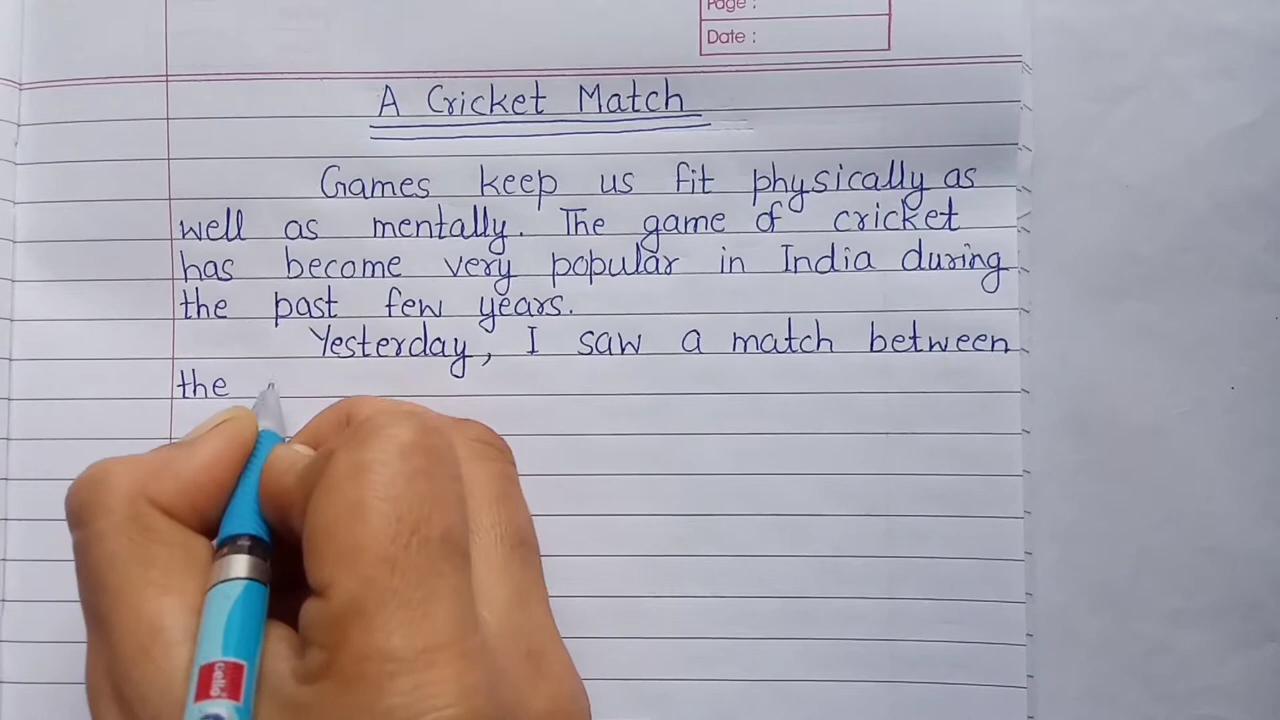 Page :
Date :
A Cricket Match
Games keep us fit physically as
well as mentally. The game of cricket
has become very popular in India during
the past few years.
Yesterday, I saw a match between
the
cello